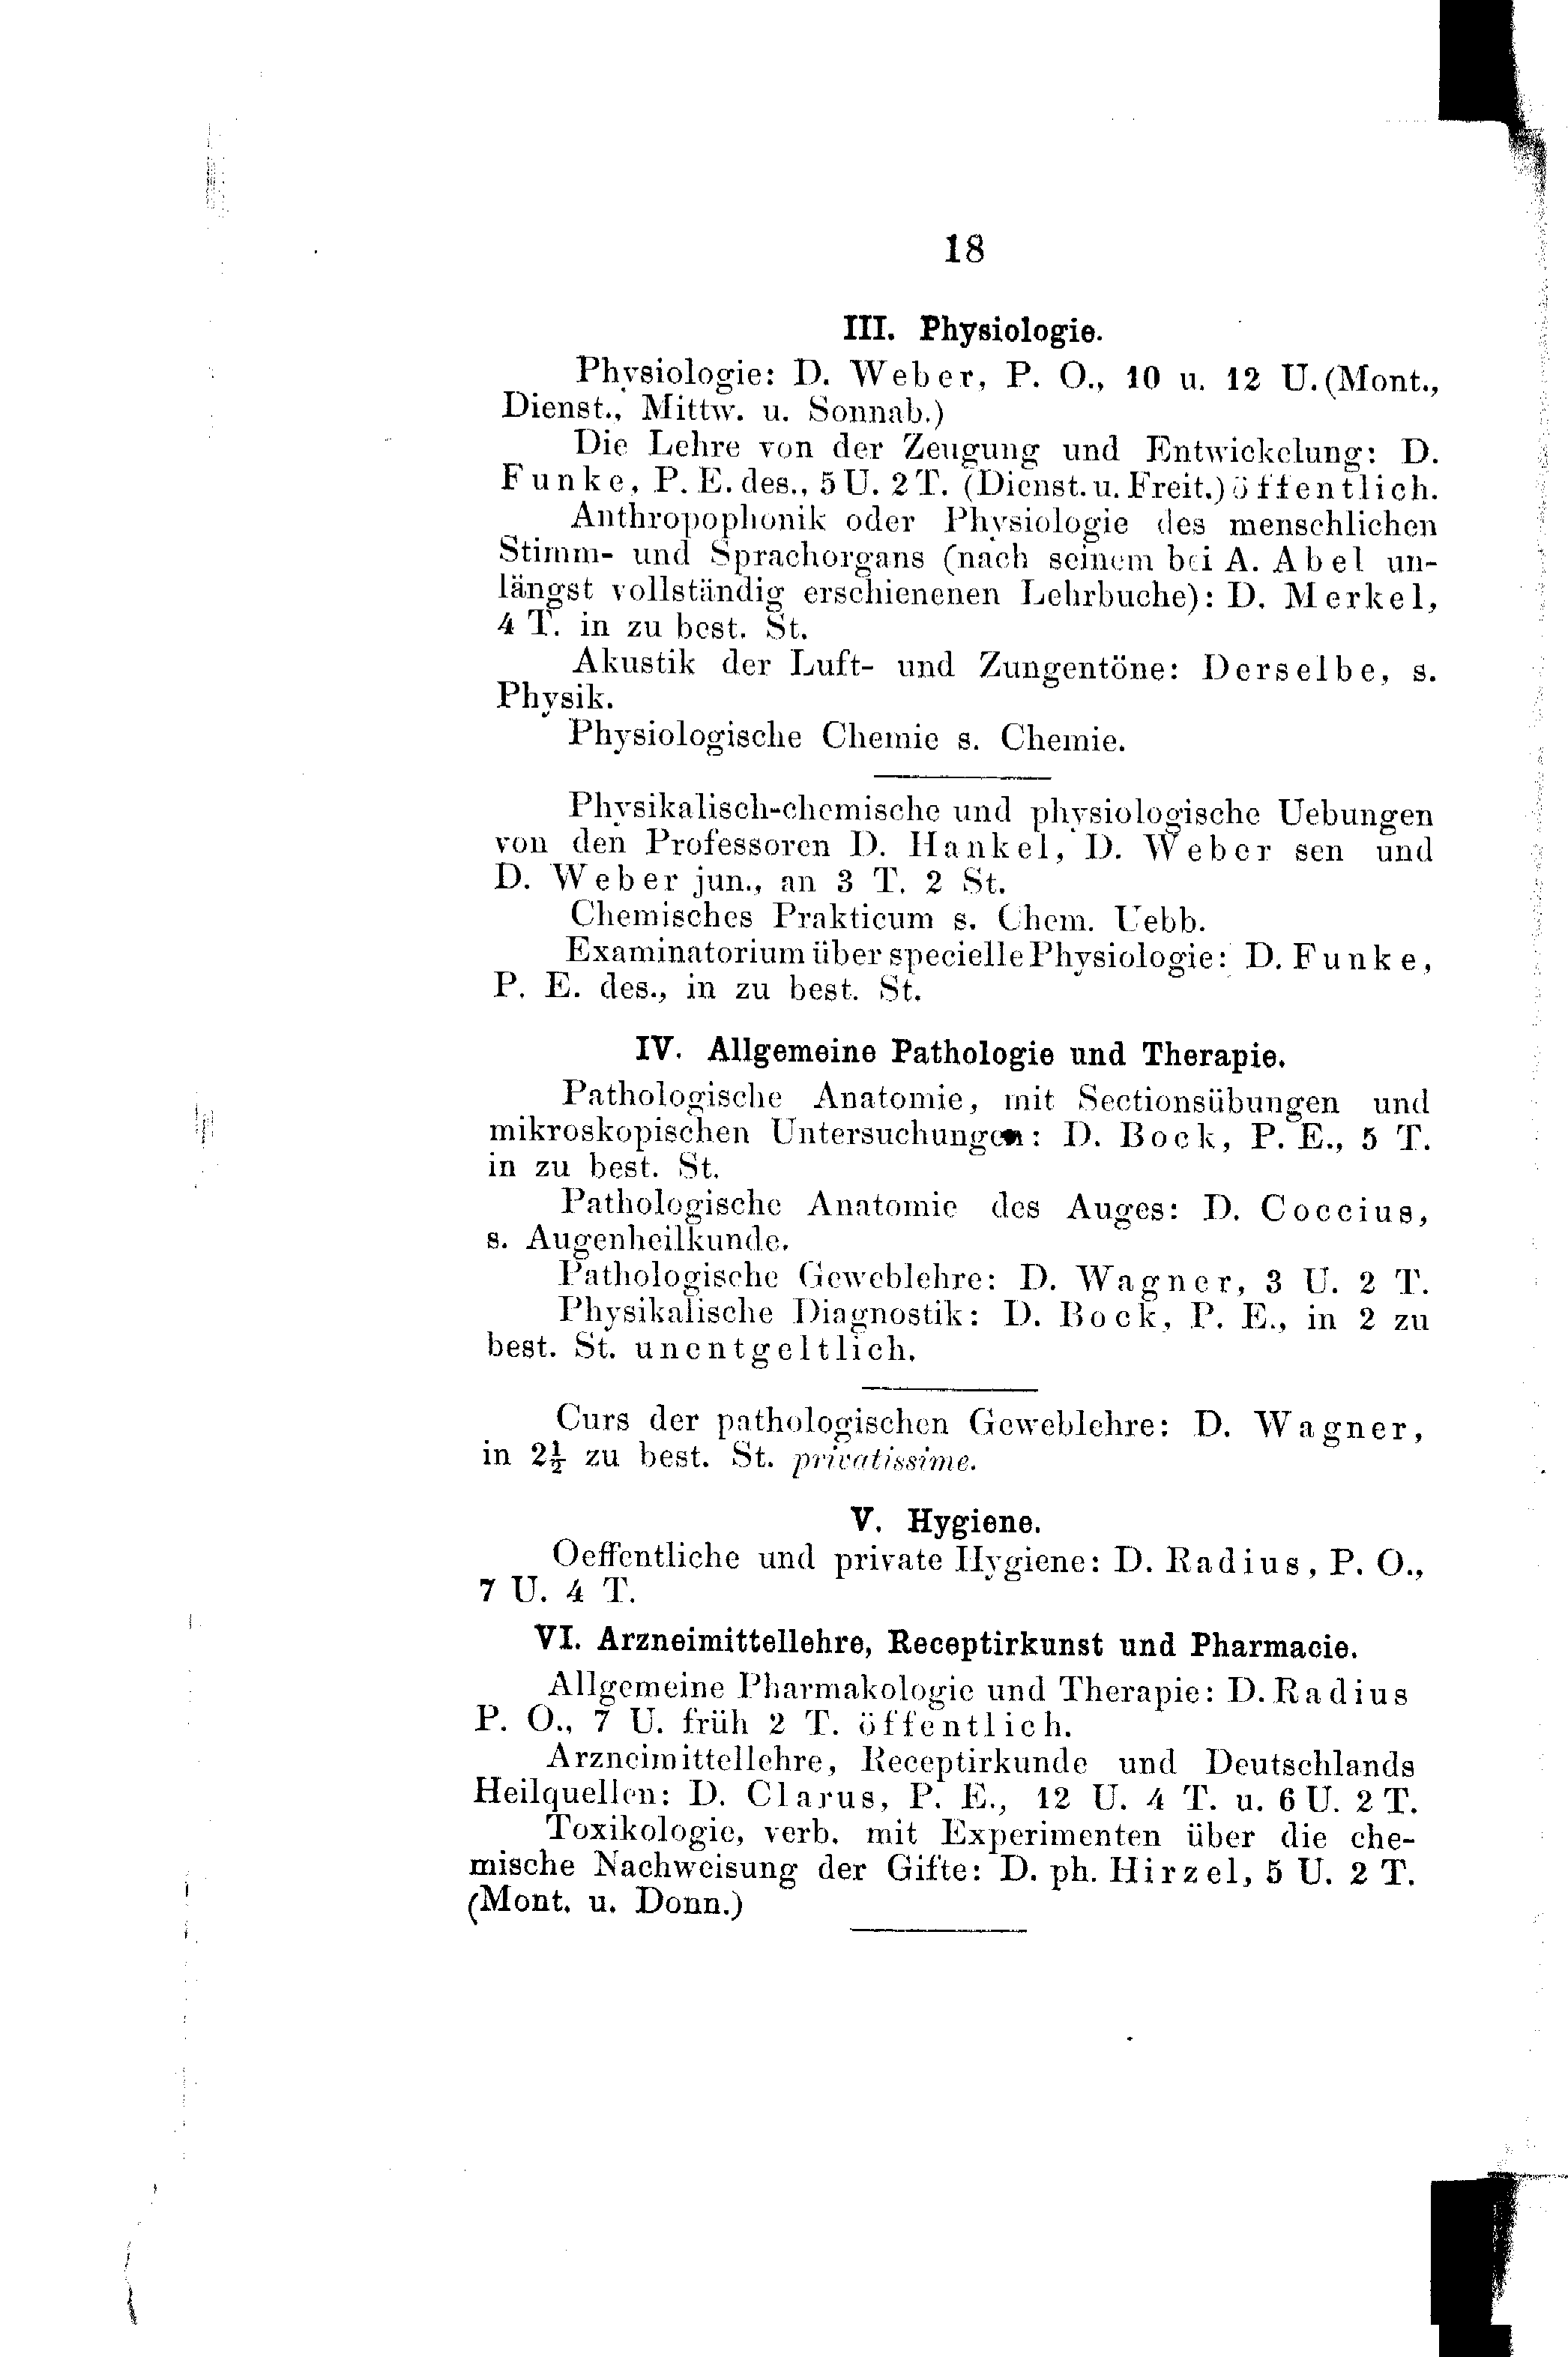 18
III. Physiologie.
Physiologie: D. Weber, P. O., 10 u. 12 U. (Mont.,
Dienst., Mittw. u. Sonnab.)
Die Lehre von der Zeugung und Entwickelung: D.
Funke, P. E. des., 5 U. 2 T. (Dienst. u. Freit.) öffentlich.
Anthropophonik oder Physiologie des menschlichen
Stimm- und Sprachorgans (nach seinem bei A. Abel un-
längst vollständig erschienenen Lehrbuche): D. Merkel,
4 T. in zu best. St.
Akustik der Luft- und Zungentöne: Derselbe, s.
Physik.
Physiologische Chemie s. Chemie.
Physikalisch-chemische und physiologische Uebungen
von den Professoren D. Hankel, D. Weber sen und
D. Weber jun., an 3 T. 2 St.
Chemisches Prakticum s. Chem. Uebb.
Examinatorium über specielle Physiologie: D. Funke,
P. E. des., in zu best. St.
IV. Allgemeine Pathologie und Therapie.
Pathologische Anatomie, mit Sectionsübungen und
mikroskopischen Untersuchungen: D. Bock, P. E., 5 T.
in zu best. St.
Pathologische Anatomie des Auges: D. Coccius,
s. Augenheilkunde.
Pathologische Geweblehre: D. Wagner, 3 U. 2 T.
Physikalische Diagnostik: D. Bock, P. E., in 2 zu
best. St. unentgeltlich.
Curs der pathologischen Geweblehre: D. Wagner,
in 2½ zu best. St. privatissime.
V. Hygiene.
Oeffentliche und private Hygiene: D. Radius, P. O.,
7 U. 4 T.
VI. Arzneimittellehre, Receptirkunst und Pharmacie.
Allgemeine Pharmakologie und Therapie: D. Radius
P. O., 7 U. früh 2 T. öffentlich.
Arzneimittellehre, Receptirkunde und Deutschlands
Heilquellen: D. Clarus, P. E., 12 U. 4 T. u. 6 U. 2 T.
Toxikologie, verb. mit Experimenten über die che-
mische Nachweisung der Gifte: D. ph. Hirzel, 5 U. 2 T.
(Mont. u. Donn.)